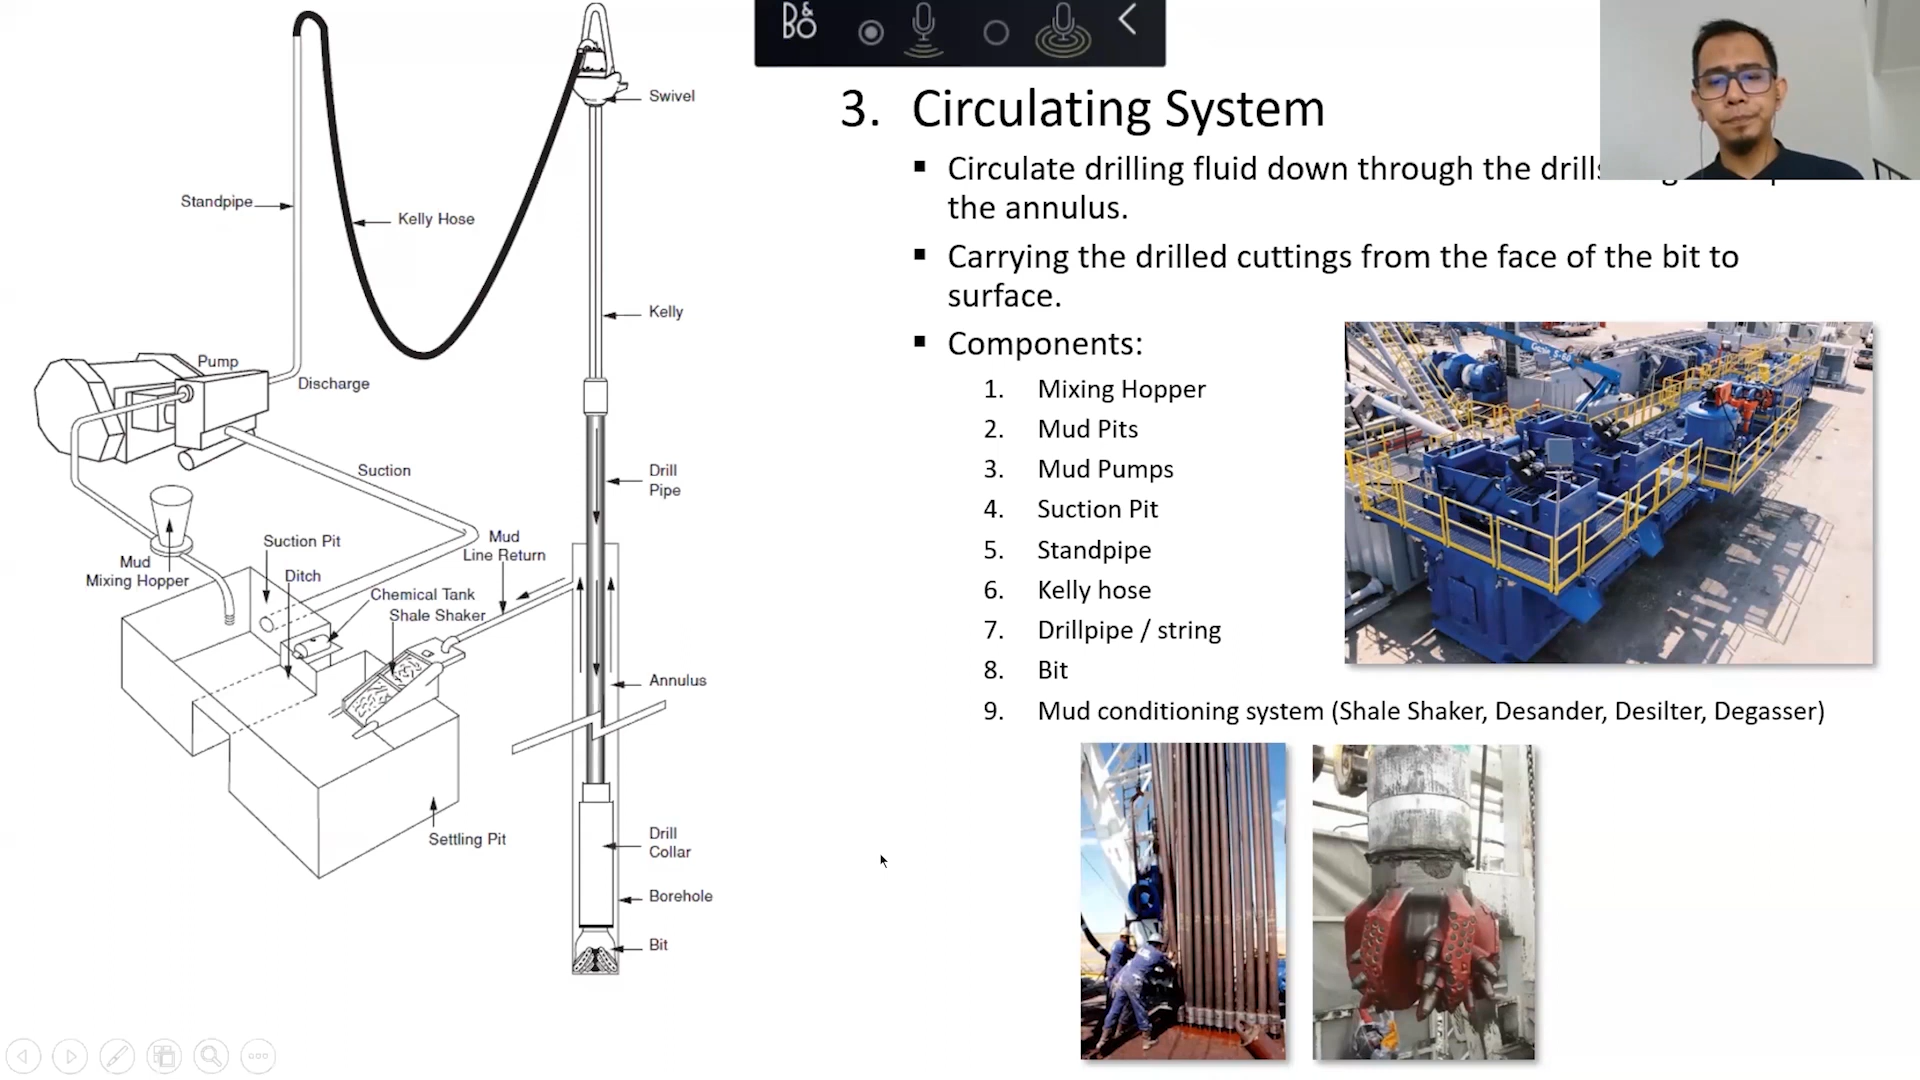 B&O
3. Circulating System
▪ Circulate drilling fluid down through the drills
the annulus.
▪ Carrying the drilled cuttings from the face of the bit to
surface.
▪ Components:
1. Mixing Hopper
2. Mud Pits
3. Mud Pumps
4. Suction Pit
5. Standpipe
6. Kelly hose
7. Drillpipe / string
8. Bit
9. Mud conditioning system (Shale Shaker, Desander, Desilter, Degasser)
Swivel
Standpipe
Kelly Hose
Kelly
Pump
Discharge
Suction
Drill
Pipe
Mud
Line Return
Suction Pit
Mud
Mixing Hopper
Ditch
Chemical Tank
Shale Shaker
Annulus
Settling Pit
Drill
Collar
Borehole
Bit
Genie S-60